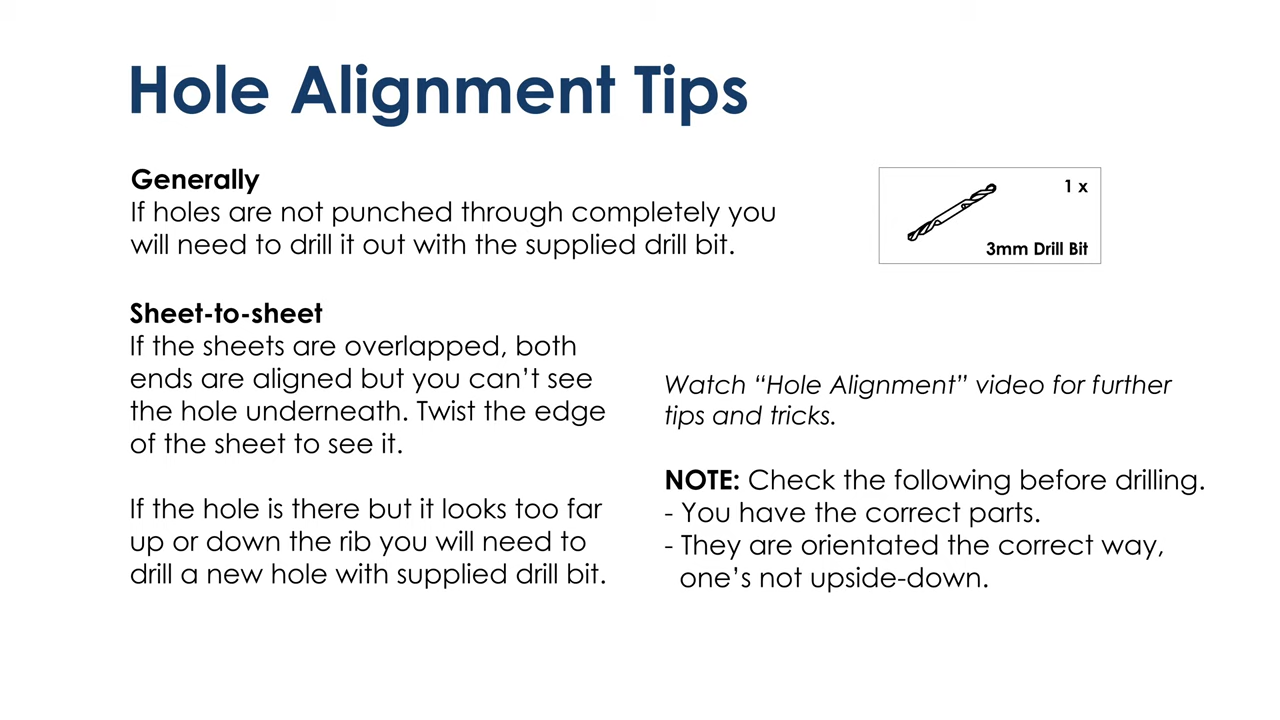 Hole Alignment Tips
Generally
If holes are not punched through completely you
will need to drill it out with the supplied drill bit.
1 x
3mm Drill Bit
Sheet-to-sheet
If the sheets are overlapped, both
ends are aligned but you can’t see
the hole underneath. Twist the edge
of the sheet to see it.
If the hole is there but it looks too far
up or down the rib you will need to
drill a new hole with supplied drill bit.
Watch “Hole Alignment” video for further
tips and tricks.
NOTE: Check the following before drilling.
- You have the correct parts.
- They are orientated the correct way,
one’s not upside-down.